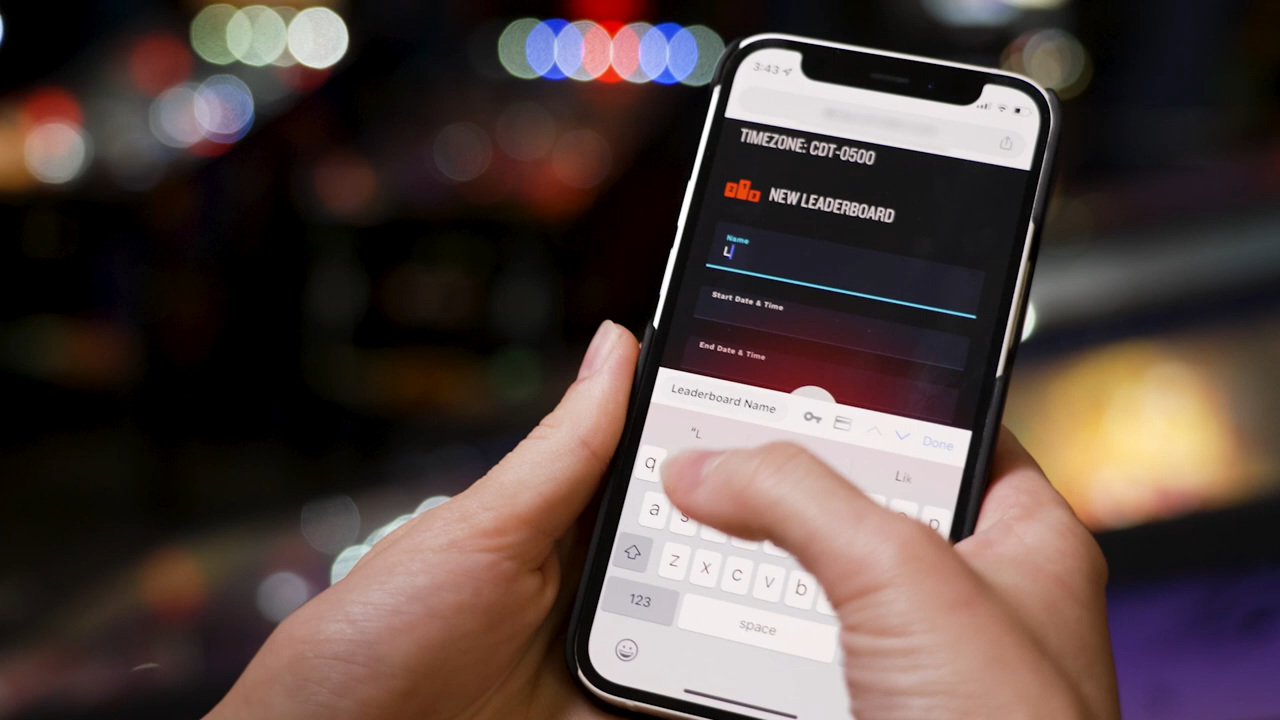 3:43
TIMEZONE: CDT-0500
NEW LEADERBOARD
Name
L
Start Date & Time
End Date & Time
Leaderboard Name
Done
“L
Lik
q
a s
p
z x c v b
123
space